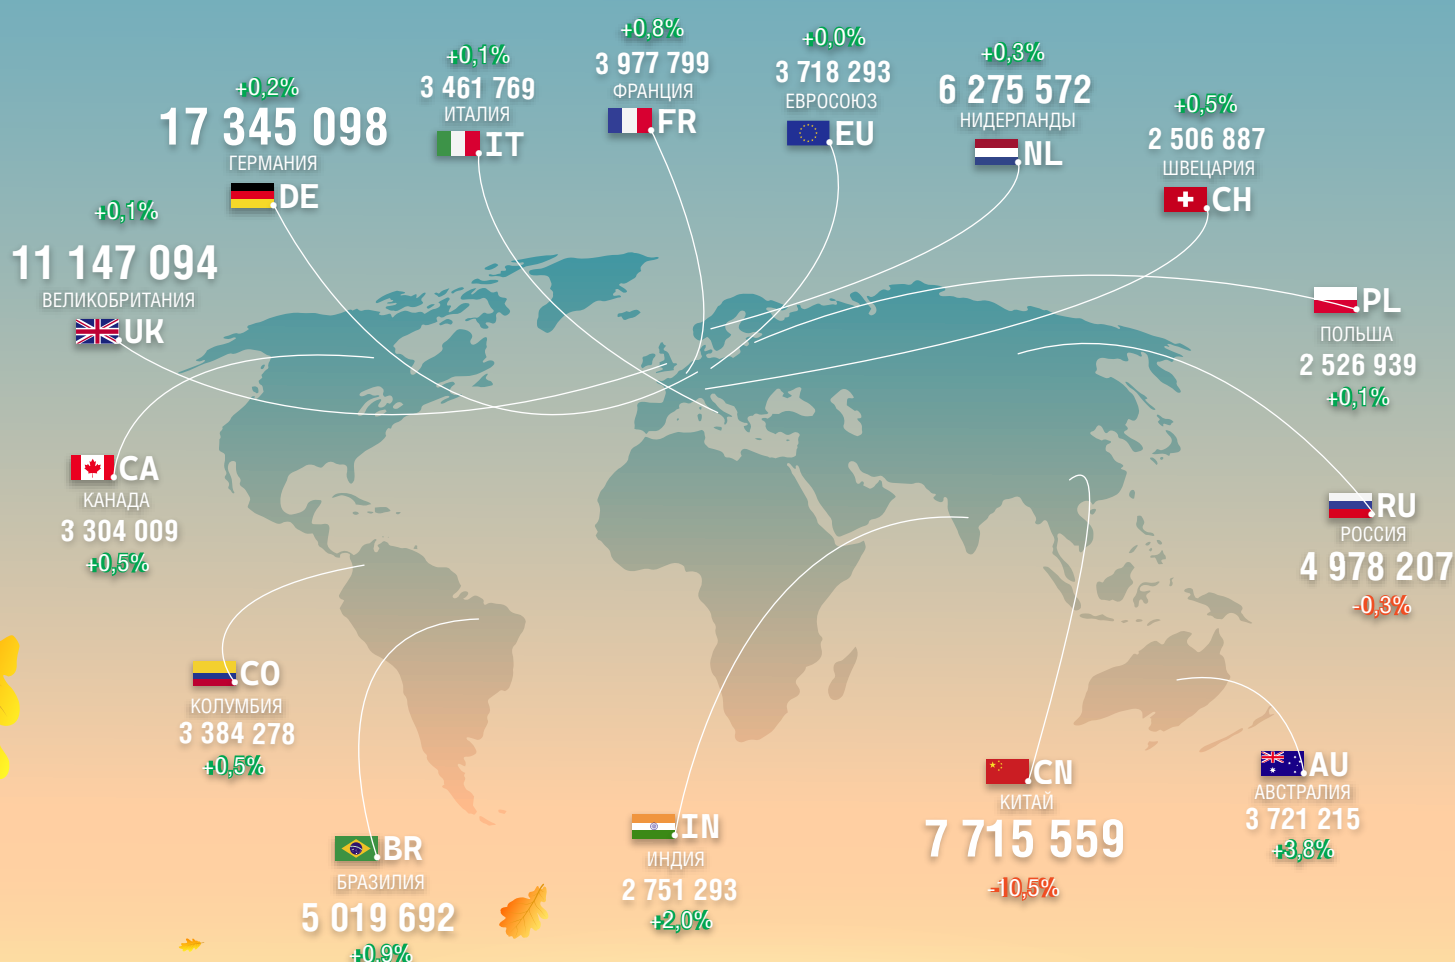 +0,2%
17 345 098
ГЕРМАНИЯ
DE
+0,1%
3 461 769
ИТАЛИЯ
IT
+0,8%
3 977 799
ФРАНЦИЯ
FR
+0,0%
3 718 293
ЕВРОСОЮЗ
EU
+0,3%
6 275 572
НИДЕРЛАНДЫ
NL
+0,5%
2 506 887
ШВЕЦАРИЯ
CH
+0,1%
11 147 094
ВЕЛИКОБРИТАНИЯ
UK
PL
ПОЛЬША
2 526 939
+0,1%
CA
КАНАДА
3 304 009
+0,5%
RU
РОССИЯ
4 978 207
-0,3%
CO
КОЛУМБИЯ
3 384 278
+0,5%
BR
БРАЗИЛИЯ
5 019 692
+0,9%
IN
ИНДИЯ
2 751 293
+2,0%
CN
КИТАЙ
7 715 559
-10,5%
AU
АВСТРАЛИЯ
3 721 215
+3,8%